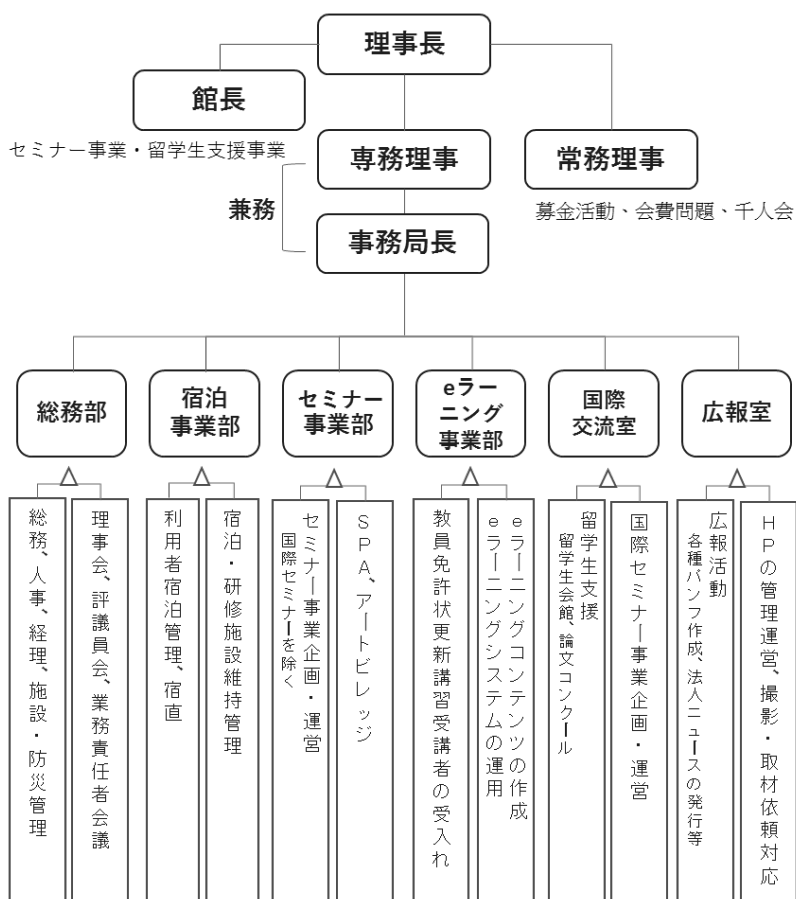 理事長
館長
セミナー事業・留学生支援事業
専務理事
常務理事
募金活動、会費問題、千人会
兼務
事務局長
総務部
宿泊
事業部
セミナー
事業部
eラー
ニング
事業部
国際
交流室
広報室
総務、人事、経理、施設・防災管理
理事会、評議員会、業務責任者会議
利用者宿泊管理、宿直
宿泊・研修施設維持管理
セミナー事業企画・運営
国際セミナーを除く
SPA、アートビレッジ
教員免許状更新講習受講者の受入れ
eラーニングコンテンツの作成
eラーニングシステムの運用
留学生支援
留学生会館、論文コンクール
国際セミナー事業企画・運営
広報活動
各種パンフ作成、法人ニュースの発行等
HPの管理運営、撮影・取材依頼対応